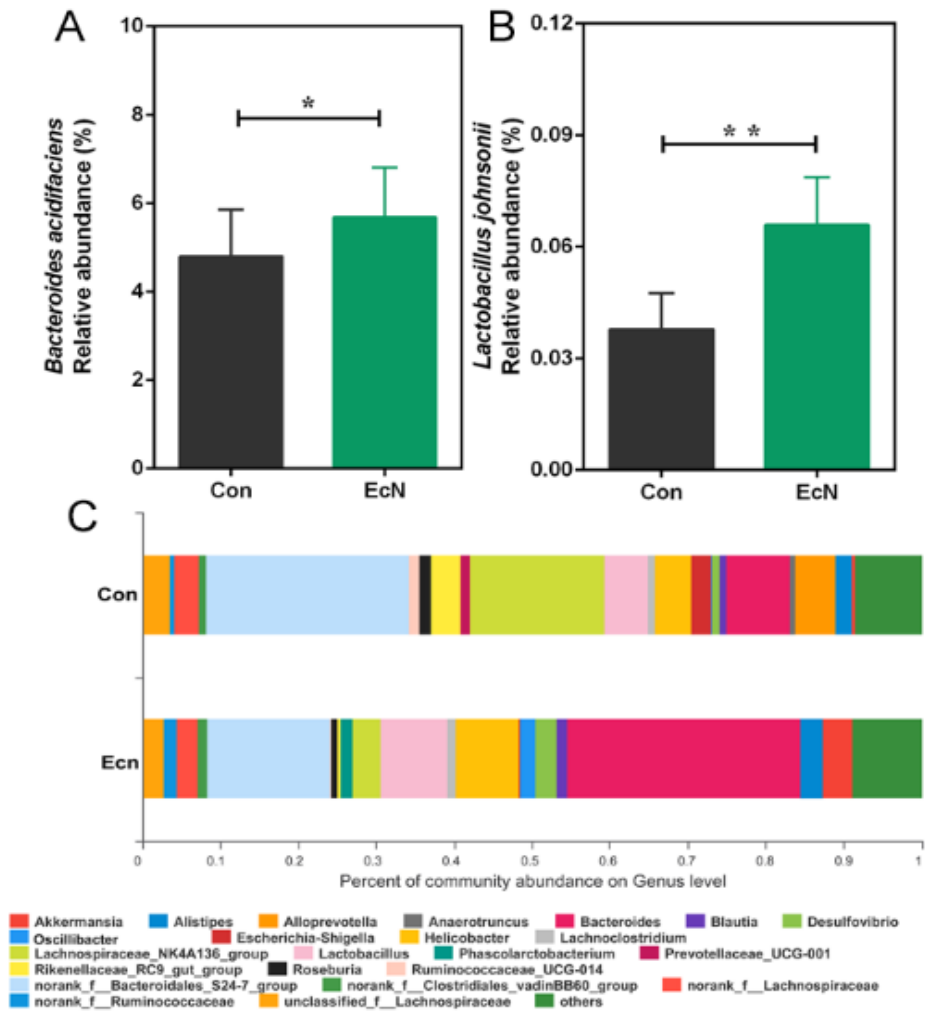 A
Bacteroides acidifaciens
Relative abundance (%)
10
8
6
4
2
0
*
Con
EcN
B
Lactobacillus johnsonii
Relative abundance (%)
0.12
0.09
0.06
0.03
0.00
* *
Con
EcN
C
Con
Ecn
0 0.1 0.2 0.3 0.4 0.5 0.6 0.7 0.8 0.9 1
Percent of community abundance on Genus level
Akkermansia Alistipes Alloprevotella Anaerotruncus Bacteroides Blautia Desulfovibrio
Oscillibacter Escherichia-Shigella Helicobacter Lachnoclostridium
Lachnospiraceae_NK4A136_group Lactobacillus Phascolarctobacterium Prevotellaceae_UCG-001
Rikenellaceae_RC9_gut_group Roseburia Ruminococcaceae_UCG-014
norank_f__Bacteroidales_S24-7_group norank_f__Clostridiales_vadinBB60_group norank_f__Lachnospiraceae
norank_f__Ruminococcaceae unclassified_f__Lachnospiraceae others